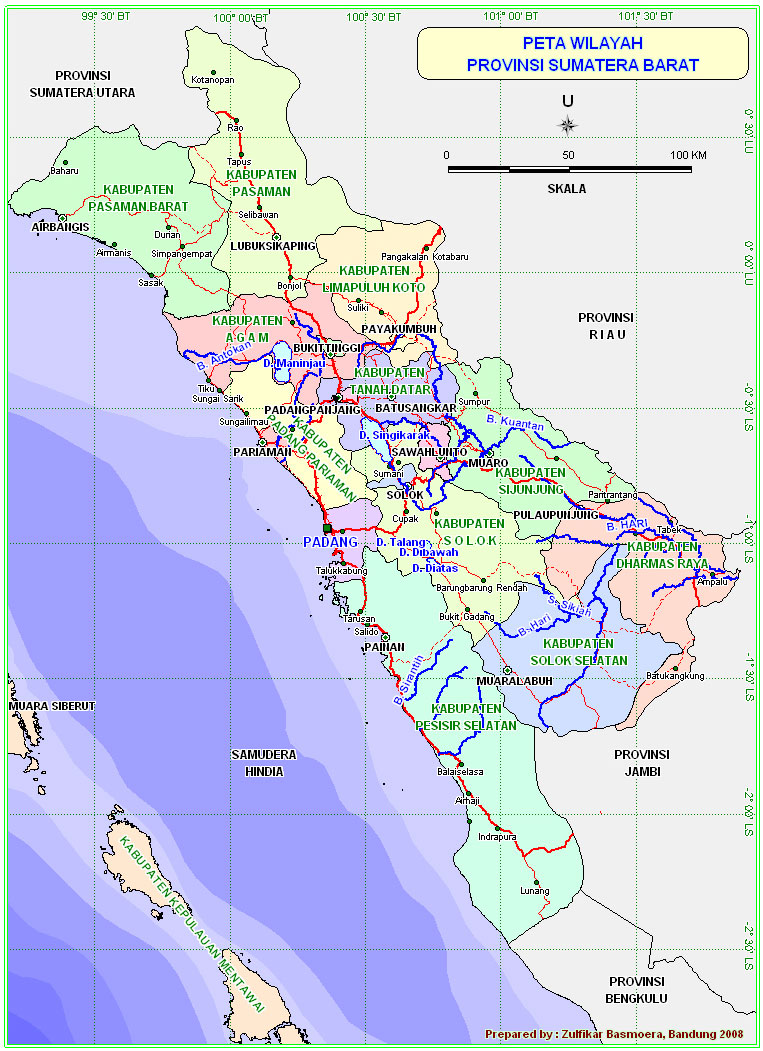 99° 30' BT
100° 00' BT
100° 30' BT
101° 00' BT
101° 30' BT
PETA WILAYAH
PROVINSI SUMATERA BARAT
U
0
50
100 KM
SKALA
0° 30' LU
0° 00' LU
-0° 30' LS
-1° 00' LS
-1° 30' LS
-2° 00' LS
-2° 30' LS
PROVINSI
SUMATERA UTARA
Kotanopan
Rao
Tapus
KABUPATEN
PASAMAN
Selibawan
LUBUKSIKAPING
Bonjol
Baharu
KABUPATEN
PASAMAN BARAT
AIRBANGIS
Durian
Airmanis
Simpangempat
Sasak
Pangakalan Kotabaru
KABUPATEN
LIMAPULUH KOTO
Suliki
PAYAKUMBUH
PROVINSI
R I A U
KABUPATEN
A G A M
BUKITTINGGI
B. Antokan
D. Maninjau
KABUPATEN
TANAH DATAR
Tiku
Sungai Sarik
PADANGPANJANG
BATUSANGKAR
Sumpur
Sungailimau
KABUPATEN
PADANG PARIAMAN
PARIAMAN
D. Singikarak
B. Kuantan
SAWAHLUNTO
MUARO
Sumani
KABUPATEN
SIJUNJUNG
SOLOK
Cupak
PULAUPUNJUNG
Pantrantang
B. HARI
Tabek
KABUPATEN
S O L O K
PADANG
D. Talang
D. Dibawah
D. Diatas
KABUPATEN
DHARMAS RAYA
Ampalu
Talukkabung
Barungbarung Rendah
S. Sikiah
Tarusan
Salido
Bukit Gadang
B. Hari
PAINAN
KABUPATEN
SOLOK SELATAN
B. Sirantih
MUARALABUH
Batukangkung
KABUPATEN
PESISIR SELATAN
MUARA SIBERUT
SAMUDERA
HINDIA
PROVINSI
JAMBI
Balaiselasa
Airhaji
Indrapura
Lunang
KABUPATEN KEPULAUAN MENTAWAI
PROVINSI
BENGKULU
Prepared by : Zulfikar Basmoera, Bandung 2008